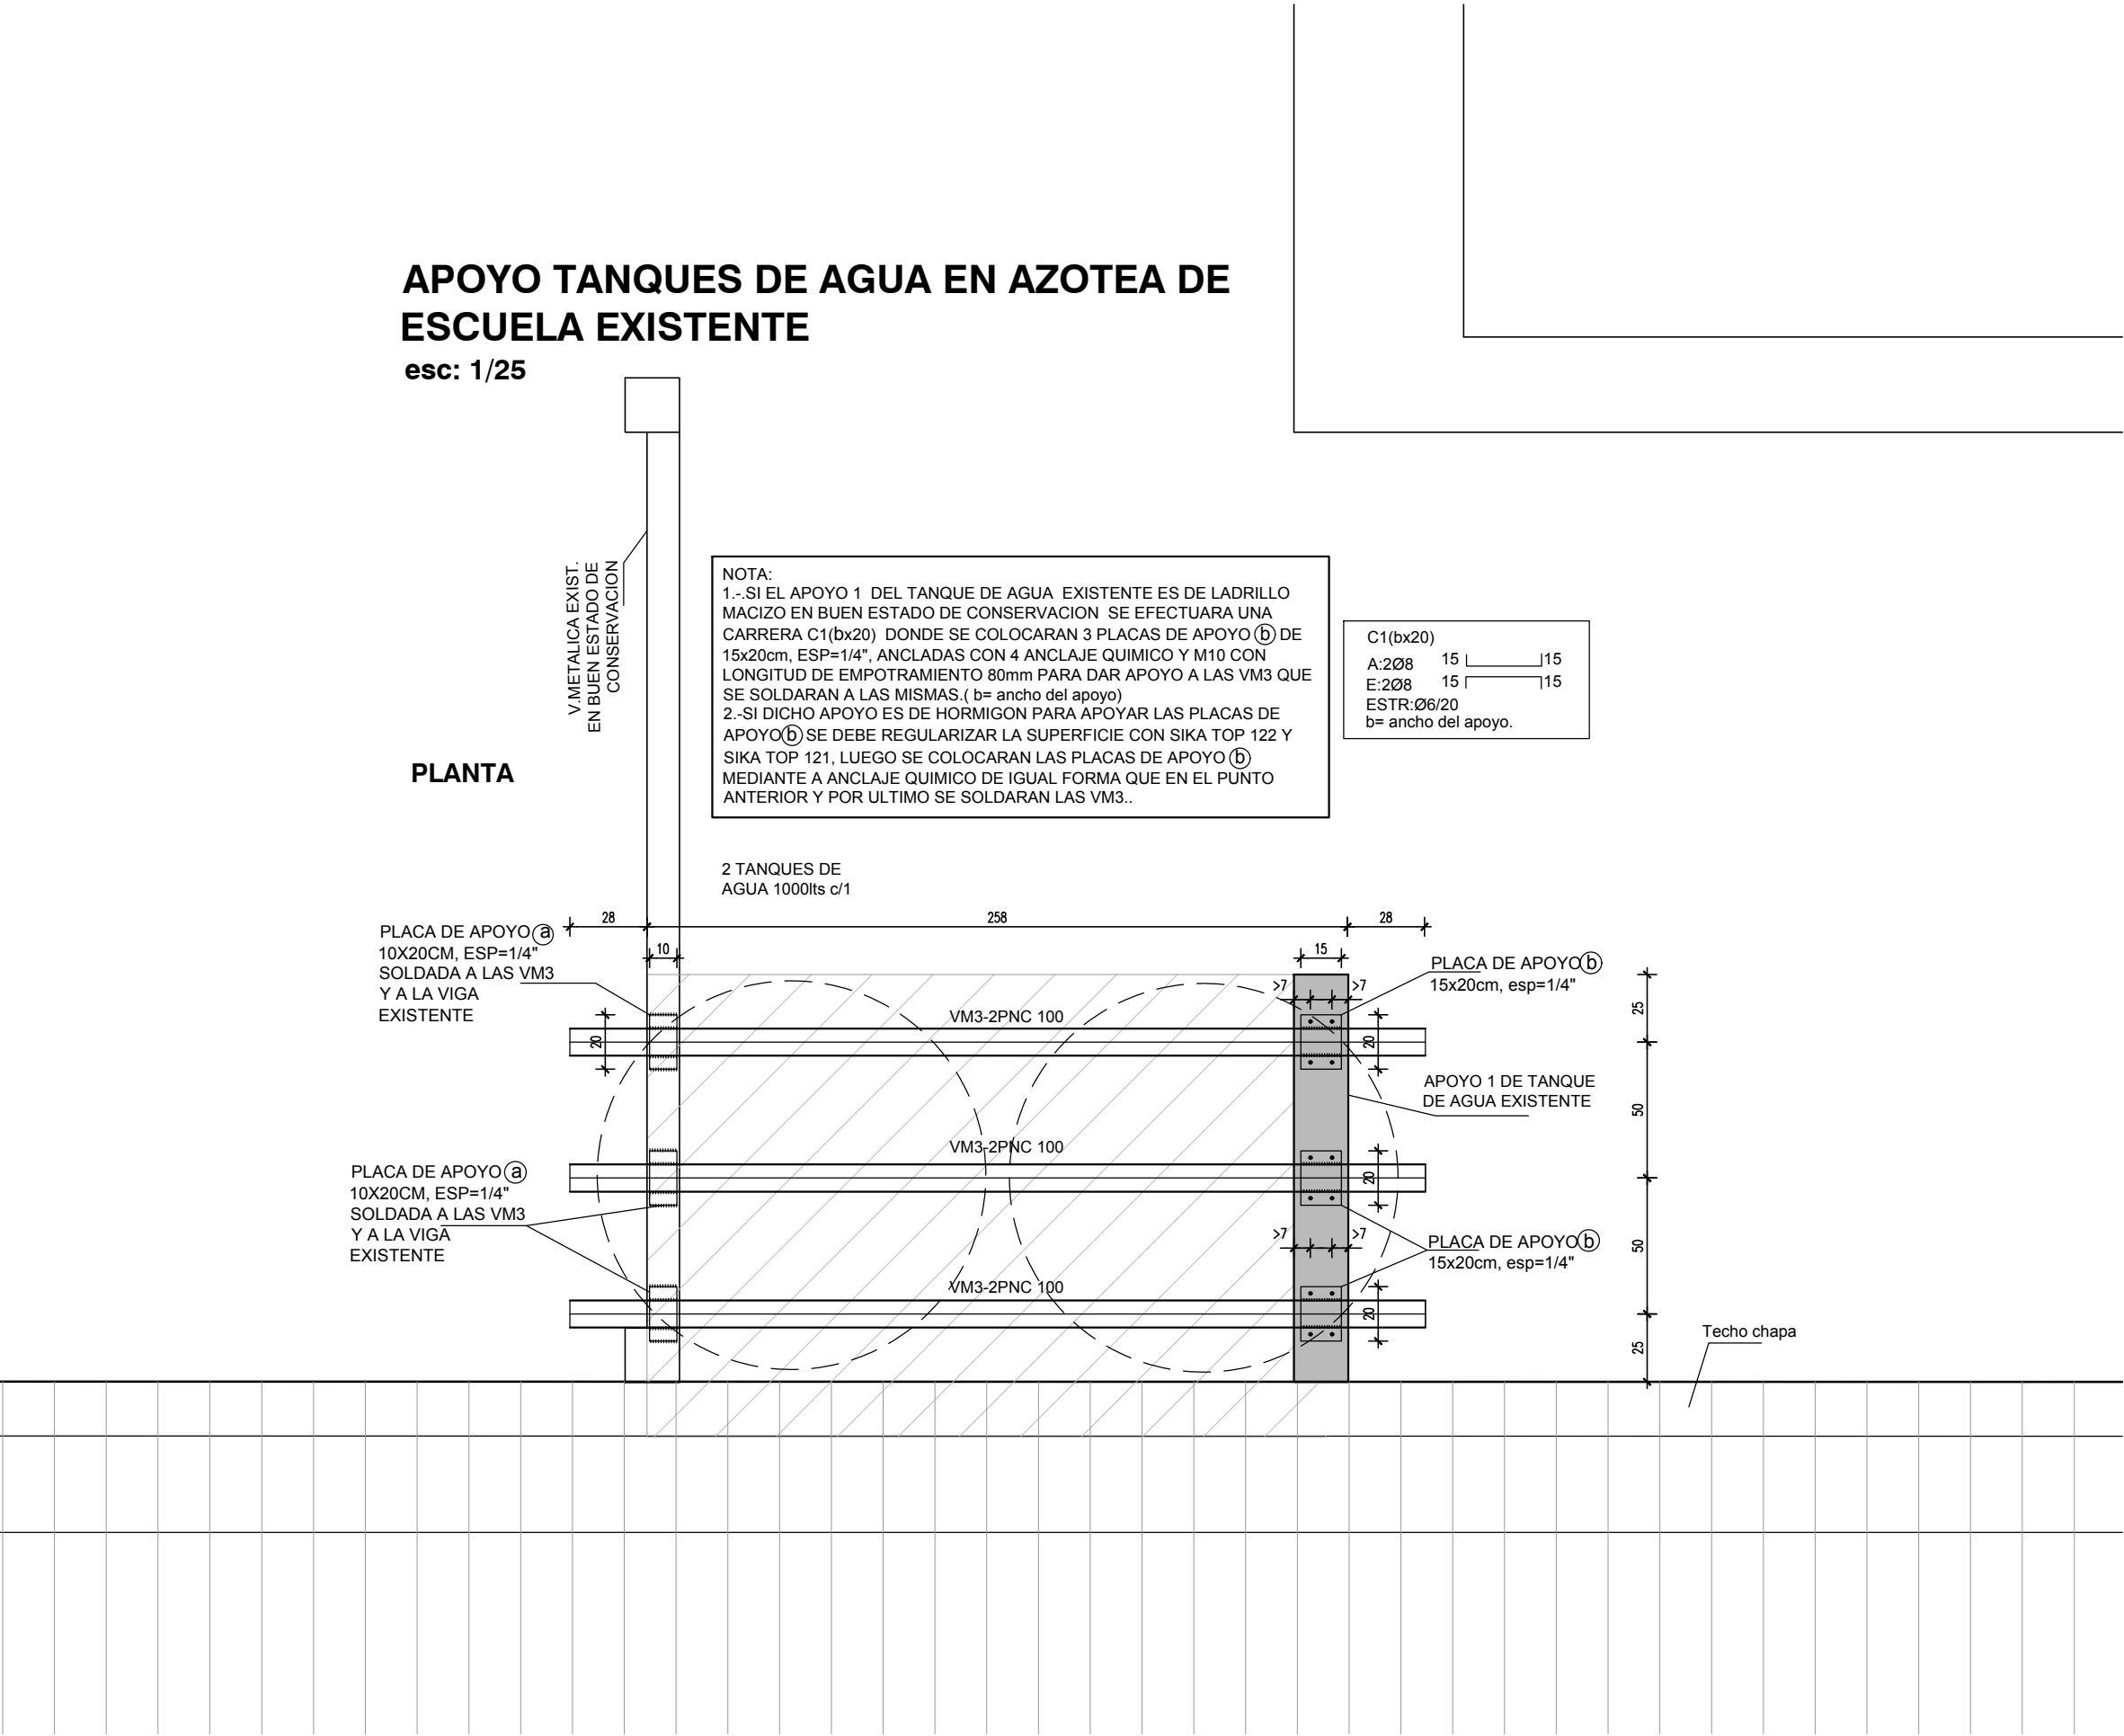 APOYO TANQUES DE AGUA EN AZOTEA DE
ESCUELA EXISTENTE
esc: 1/25
V.METALICA EXIST.
EN BUEN ESTADO DE
CONSERVACION
NOTA:
1.-.SI EL APOYO 1 DEL TANQUE DE AGUA EXISTENTE ES DE LADRILLO
MACIZO EN BUEN ESTADO DE CONSERVACION SE EFECTUARA UNA
CARRERA C1(bx20) DONDE SE COLOCARAN 3 PLACAS DE APOYO b DE
15x20cm, ESP=1/4", ANCLADAS CON 4 ANCLAJE QUIMICO Y M10 CON
LONGITUD DE EMPOTRAMIENTO 80mm PARA DAR APOYO A LAS VM3 QUE
SE SOLDARAN A LAS MISMAS.( b= ancho del apoyo)
2.-SI DICHO APOYO ES DE HORMIGON PARA APOYAR LAS PLACAS DE
APOYO b SE DEBE REGULARIZAR LA SUPERFICIE CON SIKA TOP 122 Y
SIKA TOP 121, LUEGO SE COLOCARAN LAS PLACAS DE APOYO b
MEDIANTE A ANCLAJE QUIMICO DE IGUAL FORMA QUE EN EL PUNTO
ANTERIOR Y POR ULTIMO SE SOLDARAN LAS VM3..
C1(bx20)
A:2Ø8 15 15
E:2Ø8 15 15
ESTR:Ø6/20
b= ancho del apoyo.
PLANTA
2 TANQUES DE
AGUA 1000lts c/1
28 258 28
PLACA DE APOYO a
10X20CM, ESP=1/4"
SOLDADA A LAS VM3
Y A LA VIGA
EXISTENTE
10
15
PLACA DE APOYO b
15x20cm, esp=1/4"
>7 >7
25
VM3-2PNC 100
20
20
APOYO 1 DE TANQUE
DE AGUA EXISTENTE
50
VM3-2PNC 100
20
PLACA DE APOYO a
10X20CM, ESP=1/4"
SOLDADA A LAS VM3
Y A LA VIGA
EXISTENTE
>7 >7
PLACA DE APOYO b
15x20cm, esp=1/4"
50
VM3-2PNC 100
20
25
Techo chapa